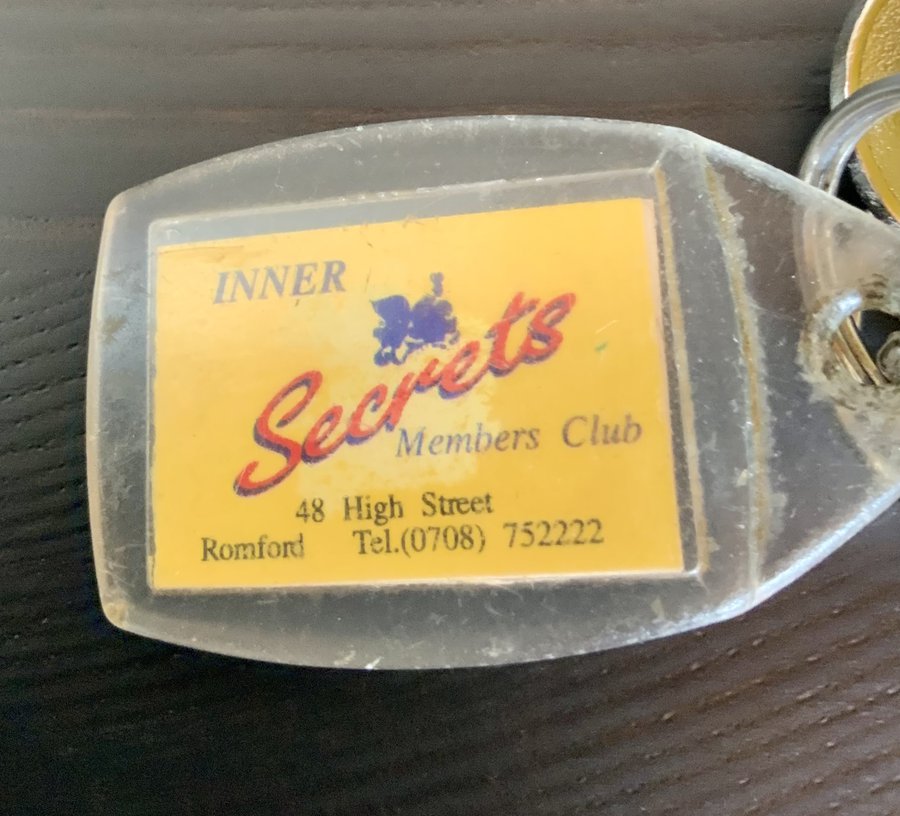 INNER
Secrets
Members Club
48 High Street
Romford Tel.(0708) 752222